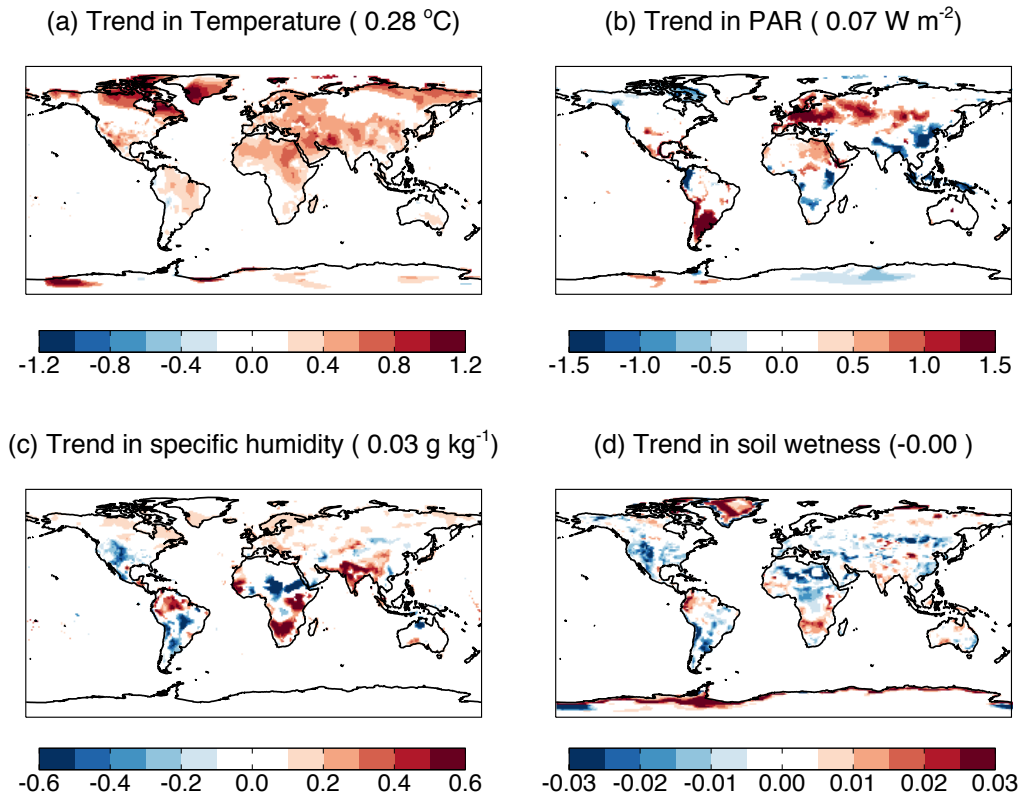 (a) Trend in Temperature ( 0.28 °C)
(b) Trend in PAR ( 0.07 W m⁻²)
-1.2 -0.8 -0.4 0.0 0.4 0.8 1.2
-1.5 -1.0 -0.5 0.0 0.5 1.0 1.5
(c) Trend in specific humidity ( 0.03 g kg⁻¹)
(d) Trend in soil wetness (-0.00 )
-0.6 -0.4 -0.2 0.0 0.2 0.4 0.6
-0.03 -0.02 -0.01 0.00 0.01 0.02 0.03